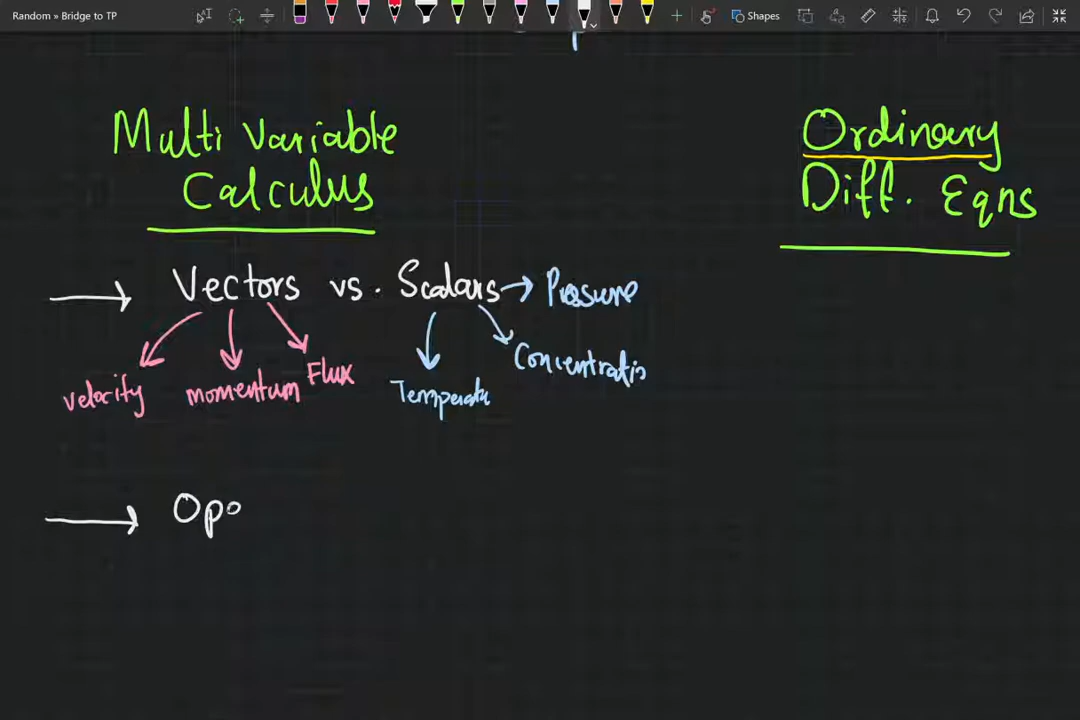 Random » Bridge to TP
Shapes
Multi Variable
Calculus
Ordinary
Diff. Eqns
Vectors vs. Scalars → Pressure
velocity momentum Flux
Temperatu
Concentratio
Ope